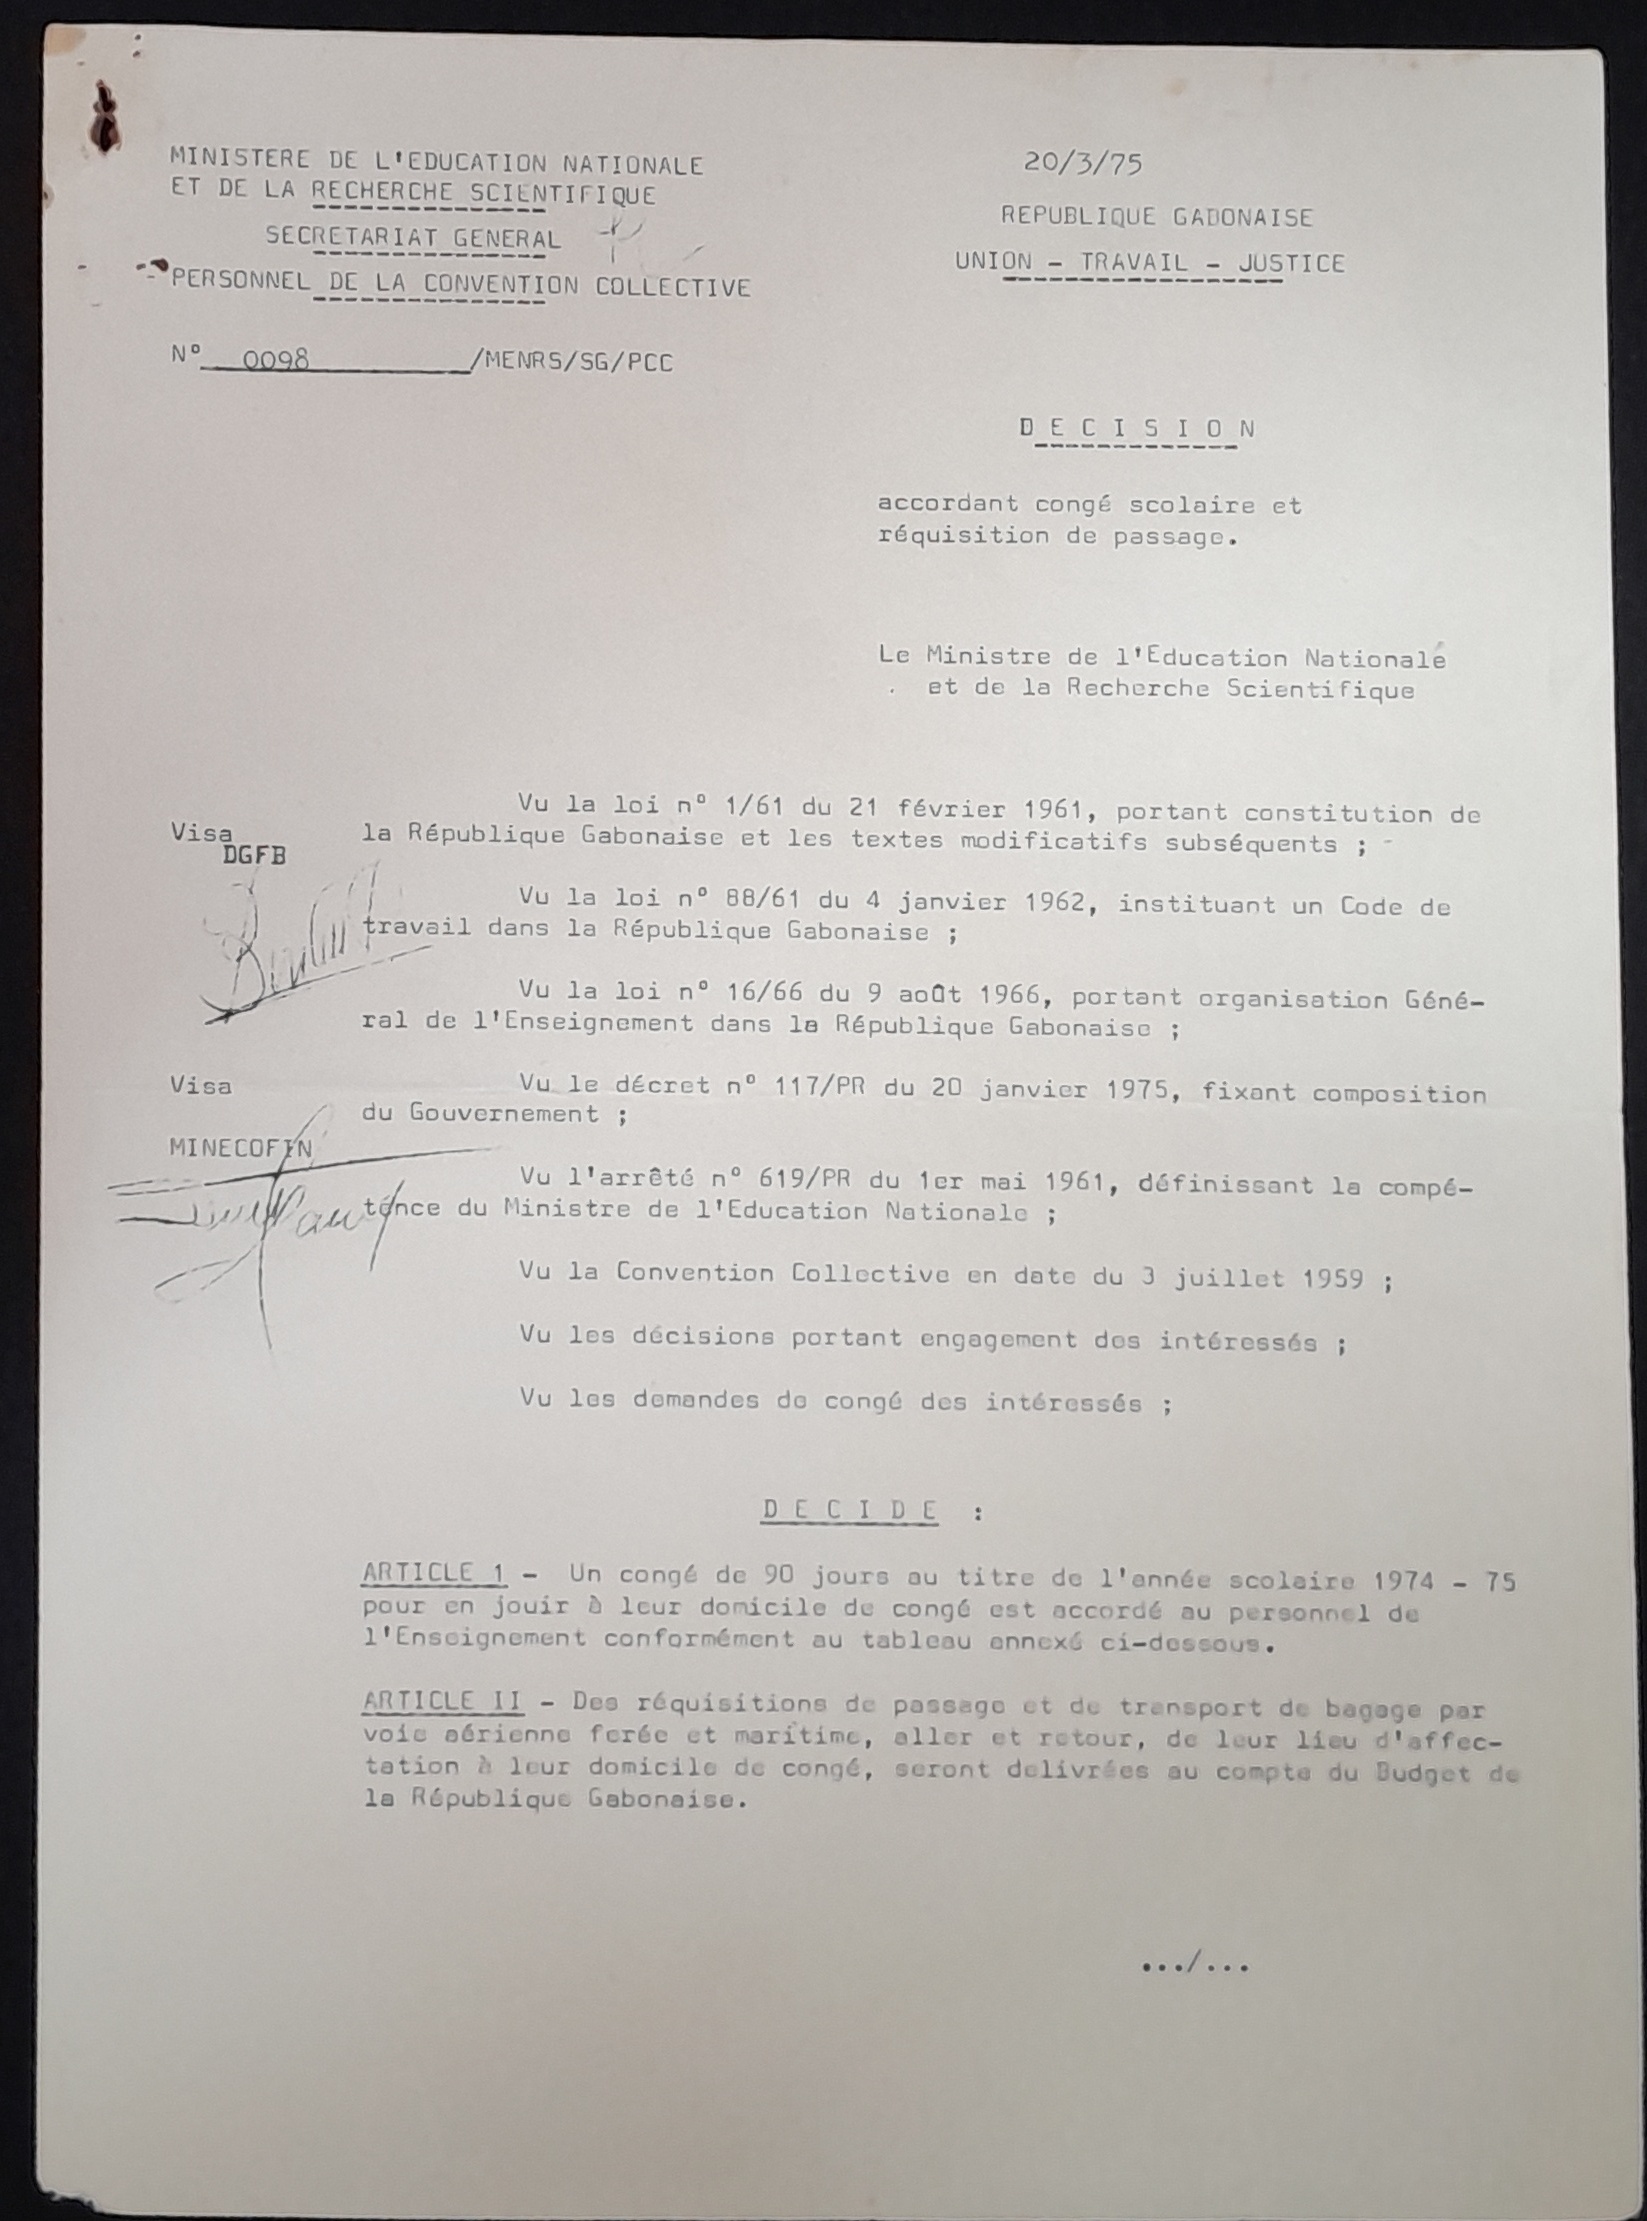 MINISTERE DE L'EDUCATION NATIONALE
ET DE LA RECHERCHE SCIENTIFIQUE
SECRETARIAT GENERAL
PERSONNEL DE LA CONVENTION COLLECTIVE
N° 0098 /MENRS/SG/PCC
20/3/75
REPUBLIQUE GABONAISE
UNION - TRAVAIL - JUSTICE
D E C I S I O N
accordant congé scolaire et
réquisition de passage.
Le Ministre de l'Education Nationale
et de la Recherche Scientifique
Visa
DGFB
Vu la loi n° 1/61 du 21 février 1961, portant constitution de
la République Gabonaise et les textes modificatifs subséquents ;
Vu la loi n° 88/61 du 4 janvier 1962, instituant un Code de
travail dans la République Gabonaise ;
Vu la loi n° 16/66 du 9 août 1966, portant organisation Géné-
ral de l'Enseignement dans la République Gabonaise ;
Visa
MINECOFIN
Vu le décret n° 117/PR du 20 janvier 1975, fixant composition
du Gouvernement ;
Vu l'arrêté n° 619/PR du 1er mai 1961, définissant la compé-
tence du Ministre de l'Education Nationale ;
Vu la Convention Collective en date du 3 juillet 1959 ;
Vu les décisions portant engagement des intéressés ;
Vu les demandes de congé des intéressés ;
D E C I D E :
ARTICLE 1 - Un congé de 90 jours au titre de l'année scolaire 1974 - 75
pour en jouir à leur domicile de congé est accordé au personnel de
l'Enseignement conformément au tableau annexé ci-dessous.
ARTICLE II - Des réquisitions de passage et de transport de bagage par
voie aérienne ferée et maritime, aller et retour, de leur lieu d'affec-
tation à leur domicile de congé, seront delivrées au compte du Budget de
la République Gabonaise.
.../...